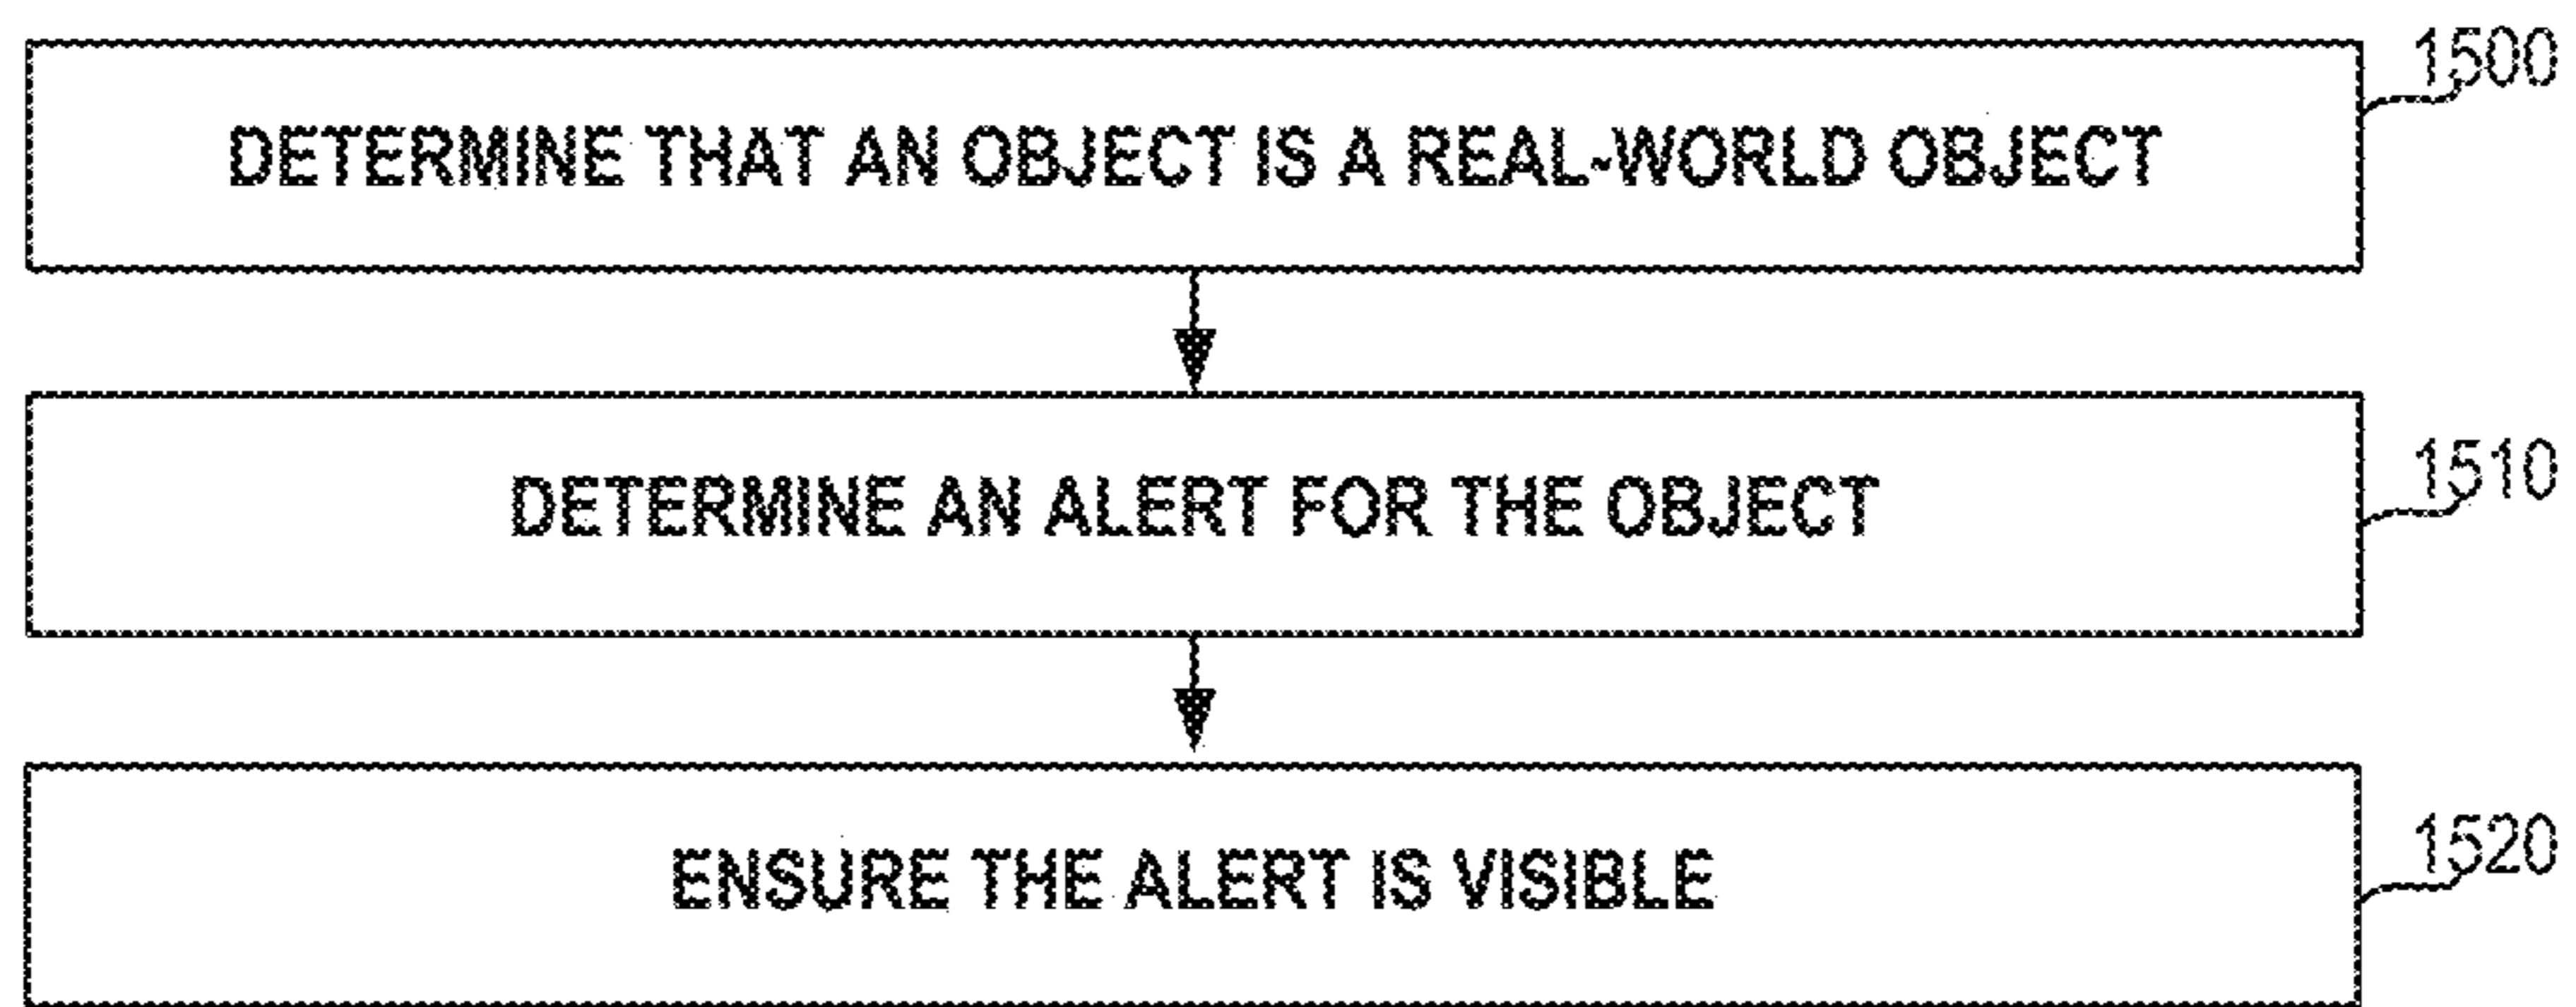 1500
DETERMINE THAT AN OBJECT IS A REAL-WORLD OBJECT
1510
DETERMINE AN ALERT FOR THE OBJECT
1520
ENSURE THE ALERT IS VISIBLE